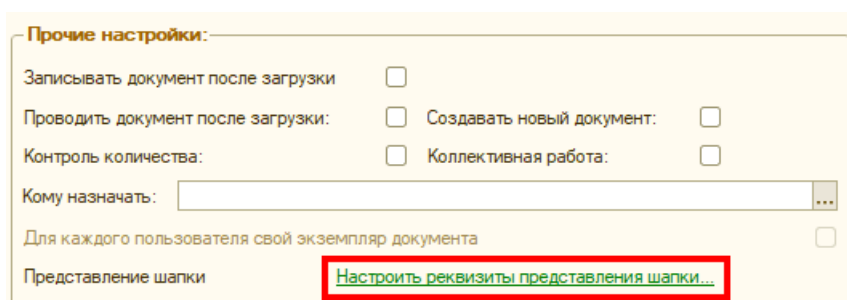 Прочие настройки:
Записывать документ после загрузки
Проводить документ после загрузки: Создавать новый документ:
Контроль количества: Коллективная работа:
Кому назначать: ...
Для каждого пользователя свой экземпляр документа
Представление шапки Настроить реквизиты представления шапки...